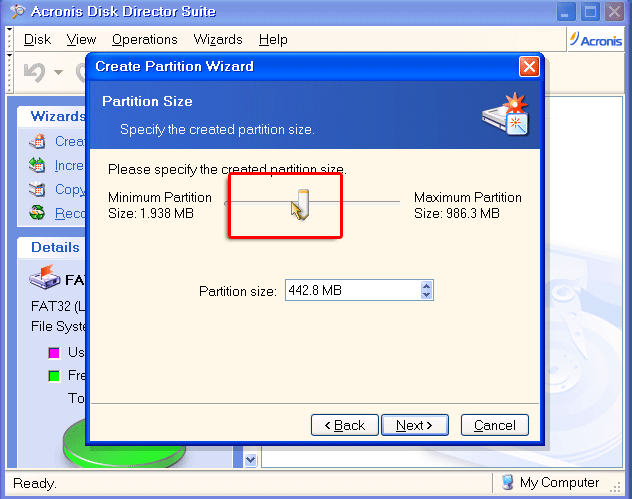 Acronis Disk Director Suite
Disk View Operations Wizards Help
Acronis
Create Partition Wizard
Partition Size
Specify the created partition size.
Wizards
Crea
Incre
Copy
Reco
Please specify the created partition size.
Minimum Partition
Size: 1.938 MB
Maximum Partition
Size: 986.3 MB
Details
FA
FAT32 (L
File Syste
Us
Fre
To
Partition size: 442.8 MB
< Back Next > Cancel
Ready. My Computer